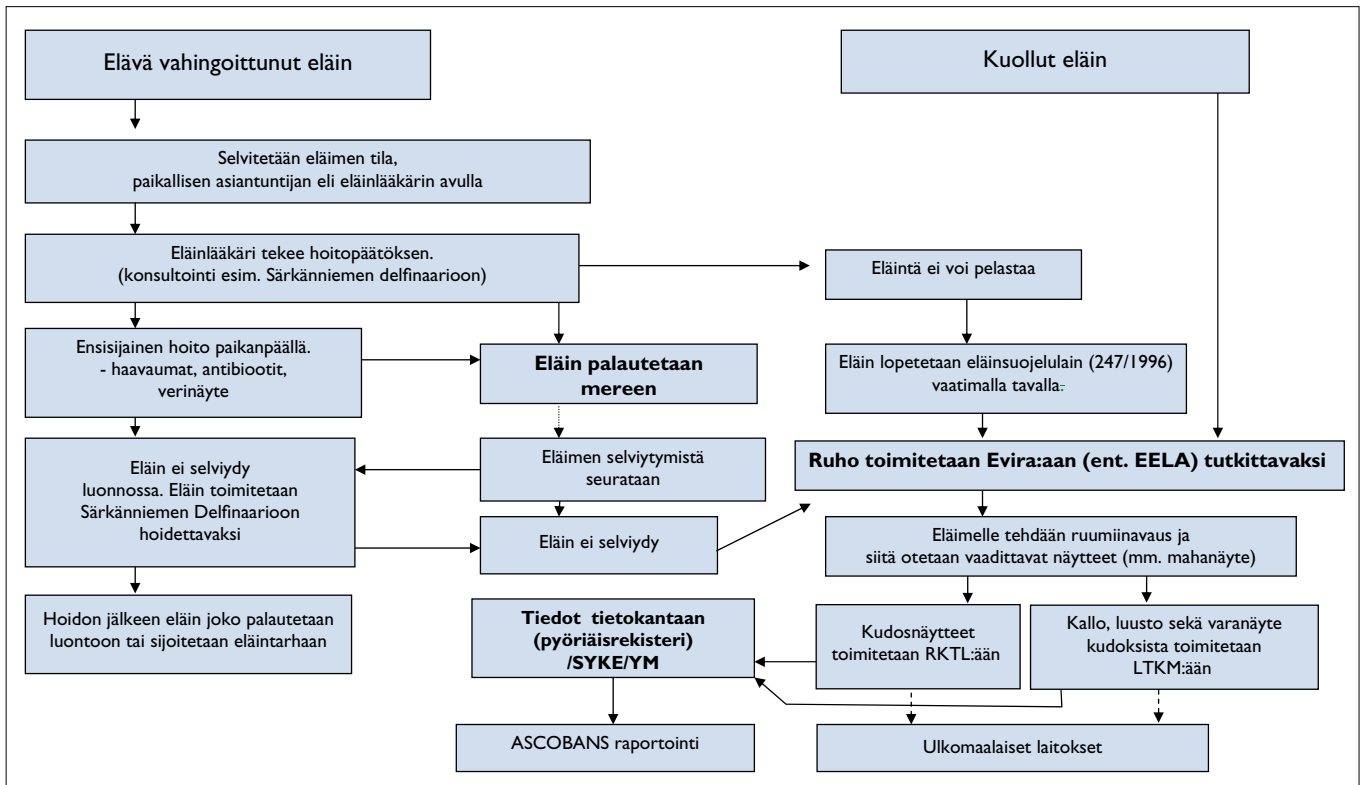 Elävä vahingoittunut eläin
Kuollut eläin
Selvitetään eläimen tila,
paikallisen asiantuntijan eli eläinlääkärin avulla
Eläinlääkäri tekee hoitopäätöksen.
(konsultointi esim. Särkänniemen delfinaarioon)
Eläintä ei voi pelastaa
Ensisijainen hoito paikanpäällä.
- haavaumat, antibiootit,
verinäyte
Eläin palautetaan
mereen
Eläin lopetetaan eläinsuojelulain (247/1996)
vaatimalla tavalla.
Eläin ei selviydy
luonnossa. Eläin toimitetaan
Särkänniemen Delfinaarioon
hoidettavaksi
Eläimen selviytymistä
seurataan
Ruho toimitetaan Evira:aan (ent. EELA) tutkittavaksi
Eläin ei selviydy
Eläimelle tehdään ruumiinavaus ja
siitä otetaan vaadittavat näytteet (mm. mahanäyte)
Hoidon jälkeen eläin joko palautetaan
luontoon tai sijoitetaan eläintarhaan
Tiedot tietokantaan
(pyöriäisrekisteri)
/SYKE/YM
Kudosnäytteet
toimitetaan RKTL:ään
Kallo, luusto sekä varanäyte
kudoksista toimitetaan
LTKM:ään
ASCOBANS raportointi
Ulkomaalaiset laitokset